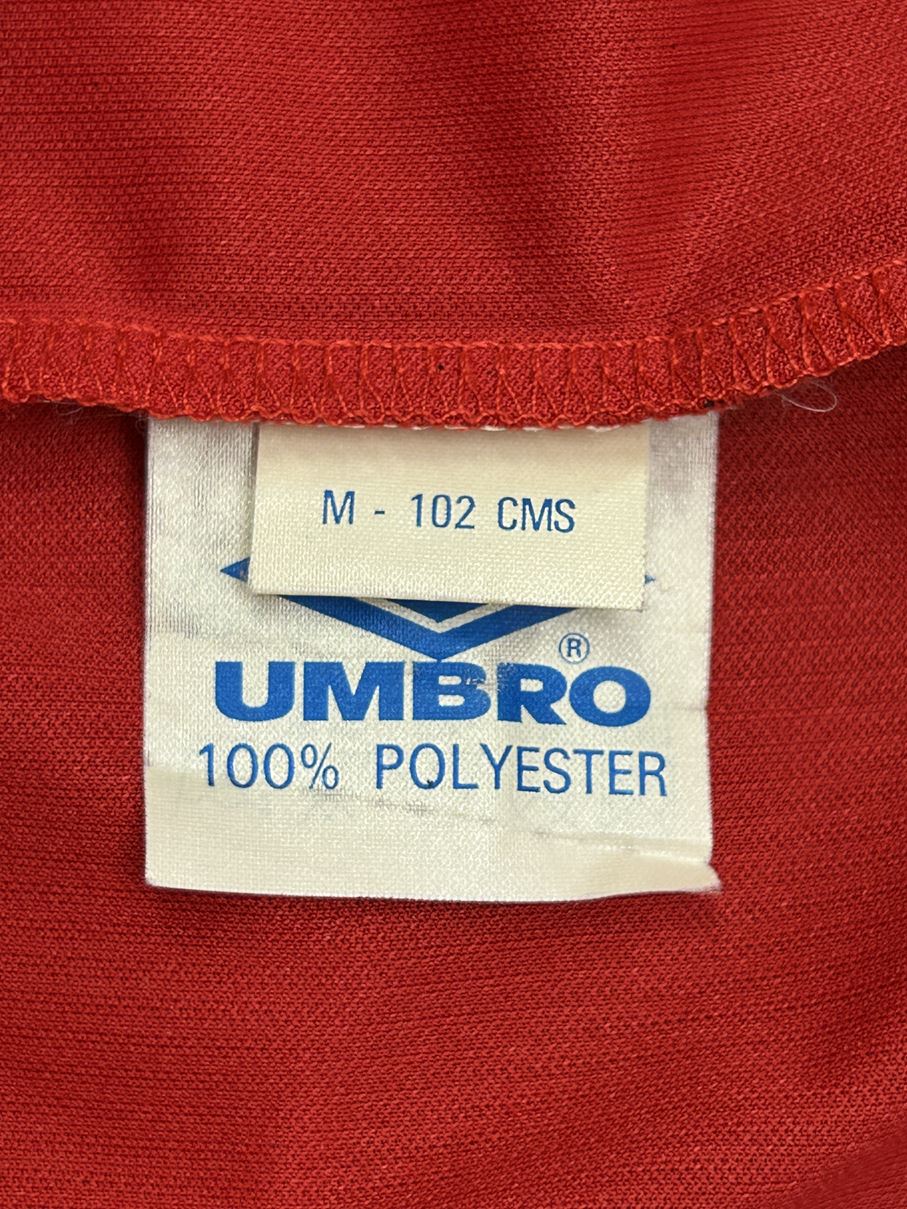 M - 102 CMS
UMBRO®
100% POLYESTER